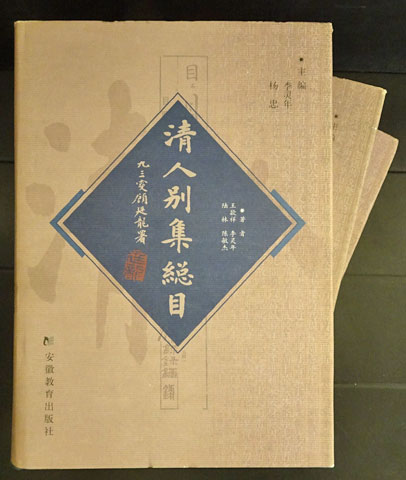 主编
李灵年
杨忠
清人别集總目
九三叟顧廷龍署
著者
王欲祥 李灵年
陆林 陈敏杰
安徽教育出版社